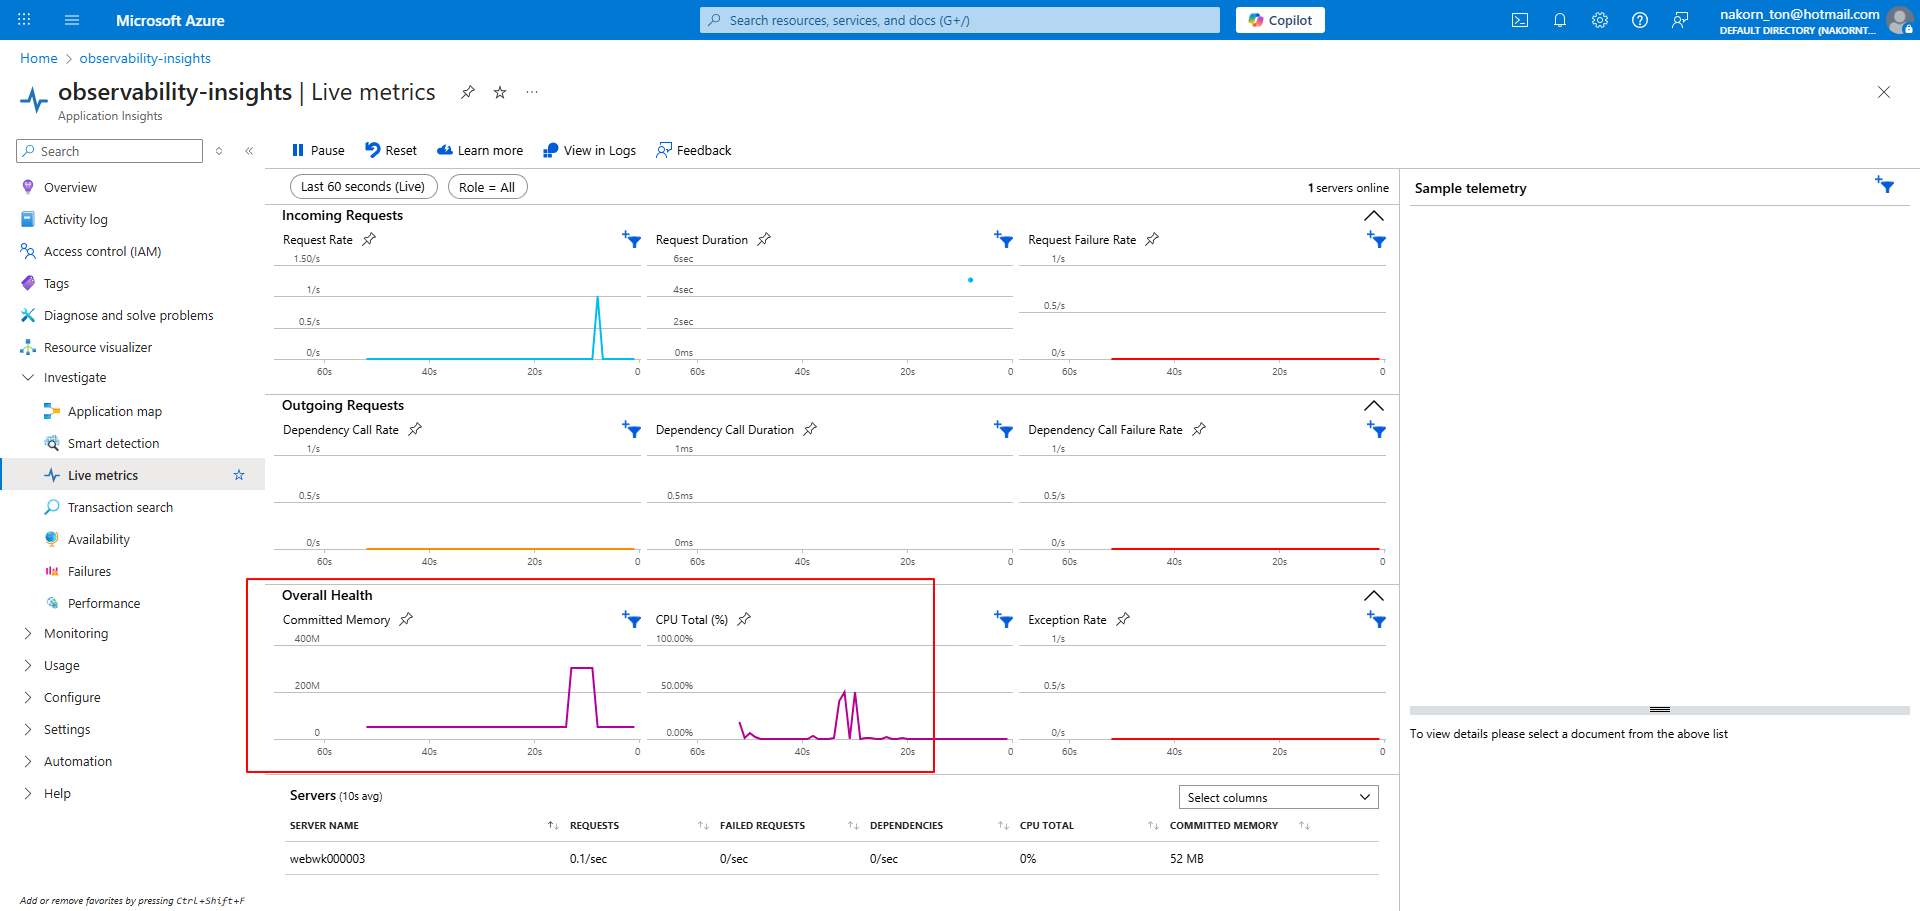 Microsoft Azure
Search resources, services, and docs (G+/)
Copilot
nakorn_ton@hotmail.com
DEFAULT DIRECTORY (NAKORNT...
Home > observability-insights
observability-insights | Live metrics
Application Insights
Search
Overview
Activity log
Access control (IAM)
Tags
Diagnose and solve problems
Resource visualizer
Investigate
Application map
Smart detection
Live metrics
Transaction search
Availability
Failures
Performance
Monitoring
Usage
Configure
Settings
Automation
Help
Add or remove favorites by pressing Ctrl+Shift+F
Pause Reset Learn more View in Logs Feedback
Last 60 seconds (Live) Role = All 1 servers online
Incoming Requests
Request Rate
1.50/s
1/s
0.5/s
0/s
60s 40s 20s 0
Request Duration
6sec
4sec
2sec
0ms
60s 40s 20s 0
Request Failure Rate
1/s
0.5/s
0/s
60s 40s 20s 0
Outgoing Requests
Dependency Call Rate
1/s
0.5/s
0/s
60s 40s 20s 0
Dependency Call Duration
1ms
0.5ms
0ms
60s 40s 20s 0
Dependency Call Failure Rate
1/s
0.5/s
0/s
60s 40s 20s 0
Overall Health
Committed Memory
400M
200M
0
60s 40s 20s 0
CPU Total (%)
100.00%
50.00%
0.00%
60s 40s 20s 0
Exception Rate
1/s
0.5/s
0/s
60s 40s 20s 0
Servers (10s avg)
Select columns
SERVER NAME REQUESTS FAILED REQUESTS DEPENDENCIES CPU TOTAL COMMITTED MEMORY
webwk000003 0.1/sec 0/sec 0/sec 0% 52 MB
Sample telemetry
To view details please select a document from the above list